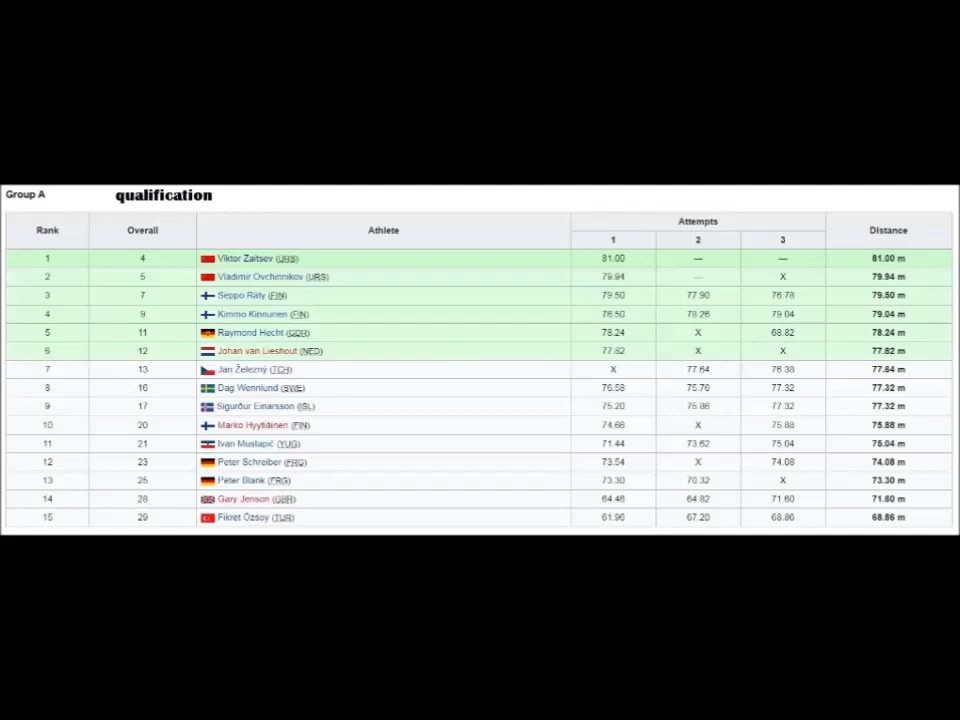 Group A qualification
Rank Overall Athlete Attempts Distance
1 2 3
1 4 Viktor Zaitsev (URS) 81.00 — — 81.00 m
2 5 Vladimir Ovchinnikov (URS) 79.94 — X 79.94 m
3 7 Seppo Räty (FIN) 79.50 77.90 76.78 79.50 m
4 9 Kimmo Kinnunen (FIN) 76.50 78.26 79.04 79.04 m
5 11 Raymond Hecht (GDR) 78.24 X 68.82 78.24 m
6 12 Johan van Lieshout (NED) 77.82 X X 77.82 m
7 13 Jan Železný (TCH) X 77.64 76.38 77.64 m
8 16 Dag Wennlund (SWE) 76.58 75.76 77.32 77.32 m
9 17 Sigurður Einarsson (ISL) 75.20 75.86 77.32 77.32 m
10 20 Marko Hyytiäinen (FIN) 74.66 X 75.88 75.88 m
11 21 Ivan Mustapić (YUG) 71.44 73.62 75.04 75.04 m
12 23 Peter Schreiber (FRG) 73.54 X 74.08 74.08 m
13 25 Peter Blank (FRG) 73.30 70.32 X 73.30 m
14 28 Gary Jenson (GBR) 64.46 64.82 71.60 71.60 m
15 29 Fikret Özsoy (TUR) 61.96 67.20 68.86 68.86 m